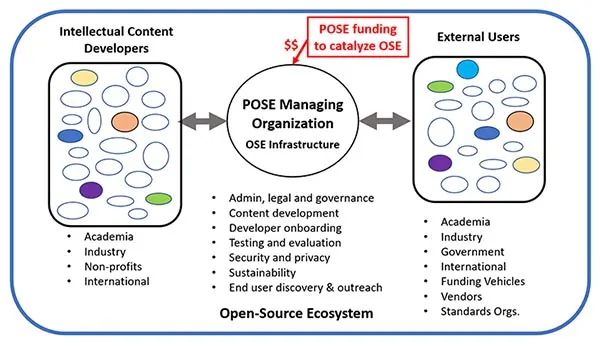 Intellectual Content
Developers
$$
POSE funding
to catalyze OSE
External Users
POSE Managing
Organization
OSE Infrastructure
• Academia
• Industry
• Non-profits
• International
• Admin, legal and governance
• Content development
• Developer onboarding
• Testing and evaluation
• Security and privacy
• Sustainability
• End user discovery & outreach
• Academia
• Industry
• Government
• International
• Funding Vehicles
• Vendors
• Standards Orgs.
Open-Source Ecosystem